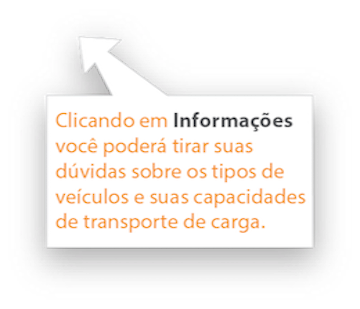 Clicando em Informações
você poderá tirar suas
dúvidas sobre os tipos de
veículos e suas capacidades
de transporte de carga.